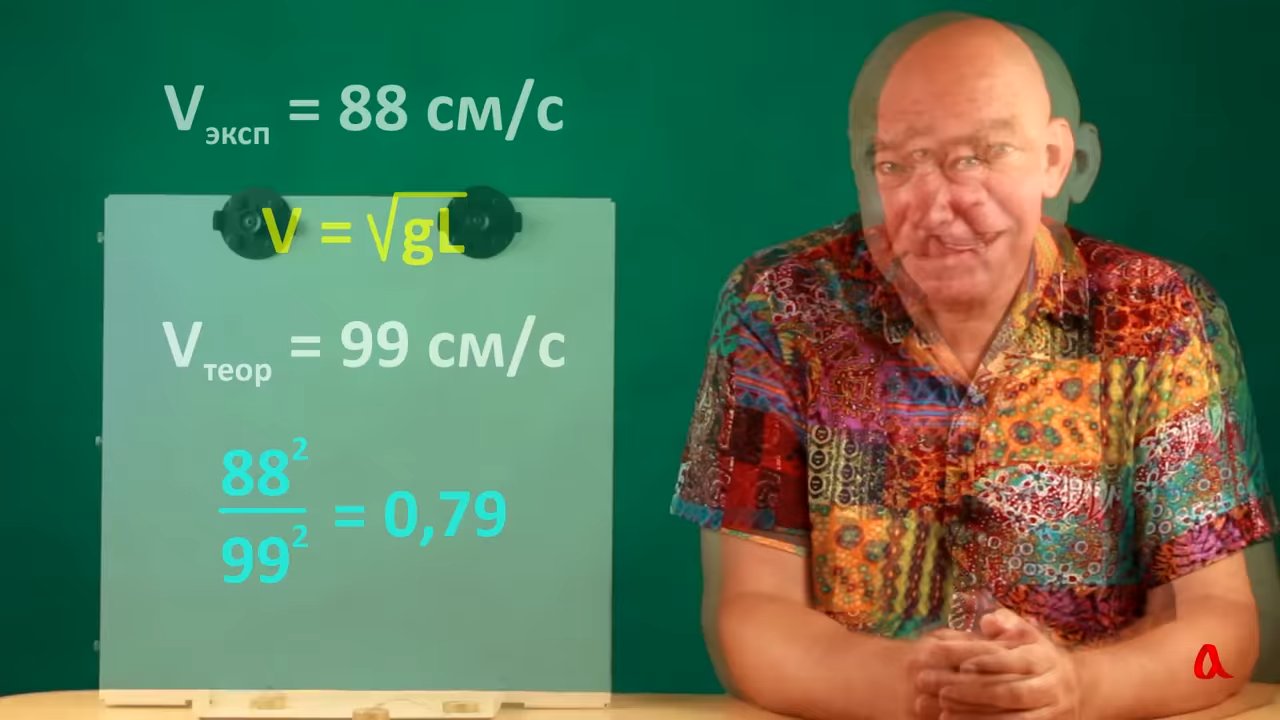 Vэксп = 88 см/с
V = √gL
Vтеор = 99 см/с
88²
99²
= 0,79
a